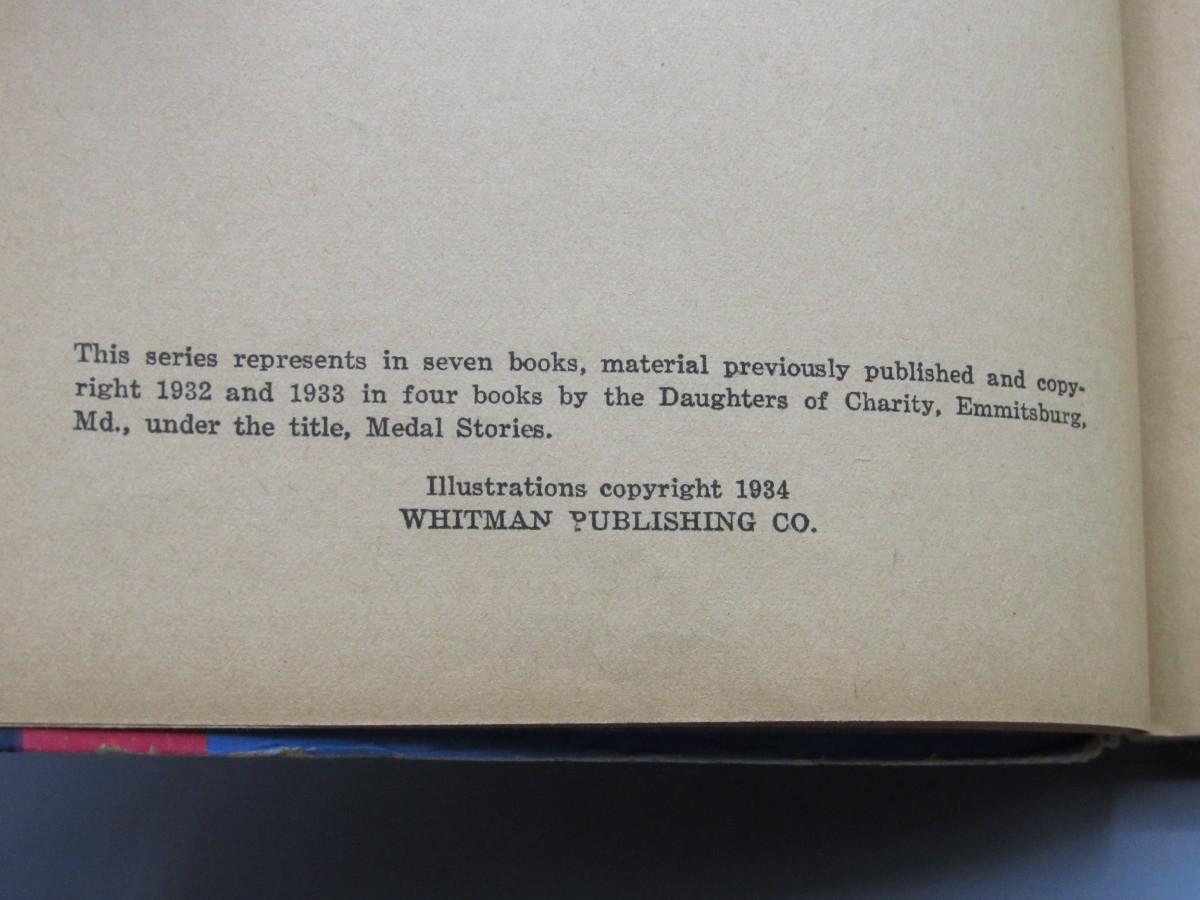 This series represents in seven books, material previously published and copy-
right 1932 and 1933 in four books by the Daughters of Charity, Emmitsburg,
Md., under the title, Medal Stories.
Illustrations copyright 1934
WHITMAN PUBLISHING CO.